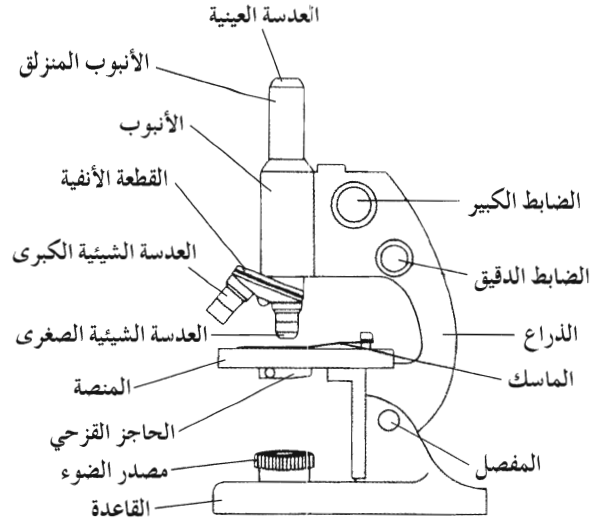 العدسة العينية
الأنبوب المنزلق
الأنبوب
القطعة الأنفية
الضابط الكبير
العدسة الشيئية الكبرى
الضابط الدقيق
العدسة الشيئية الصغرى
الذراع
الماسك
المنصة
الحاجز القزحي
المفصل
مصدر الضوء
القاعدة